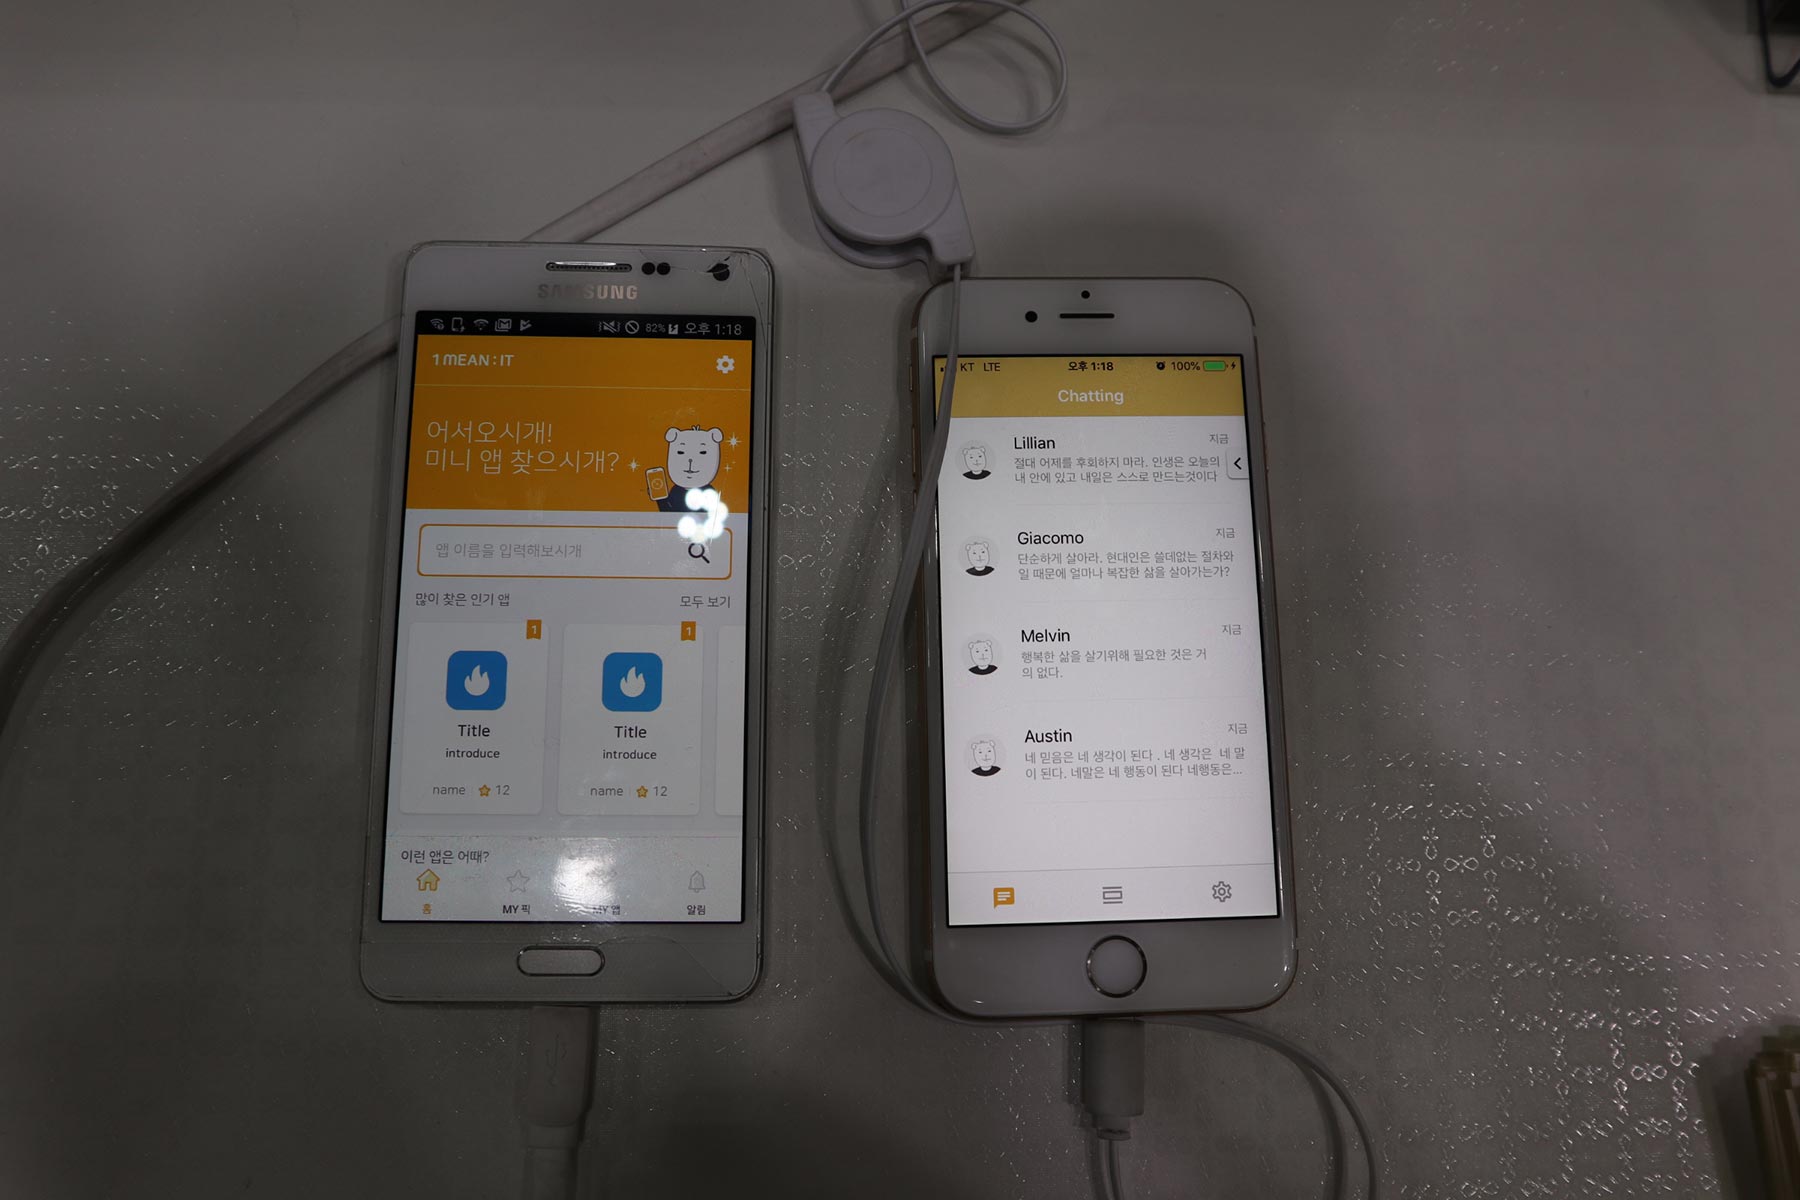 SAMSUNG
82% 오후 1:18
1MEAN:IT
어서오시개!
미니 앱 찾으시개?
앱 이름을 입력해보시개
많이 찾은 인기 앱 모두 보기
1 1
Title Title
introduce introduce
name 12 name 12
이런 앱은 어때?
홈 MY 픽 MY 앱 알림
KT LTE 오후 1:18 100%
Chatting
Lillian 지금
절대 어제를 후회하지 마라. 인생은 오늘의
내 안에 있고 내일은 스스로 만드는것이다
Giacomo 지금
단순하게 살아라. 현대인은 쓸데없는 절차와
일 때문에 얼마나 복잡한 삶을 살아가는가?
Melvin 지금
행복한 삶을 살기위해 필요한 것은 거
의 없다.
Austin 지금
네 믿음은 네 생각이 된다 . 네 생각은 네 말
이 된다. 네말은 네 행동이 된다 네행동은...